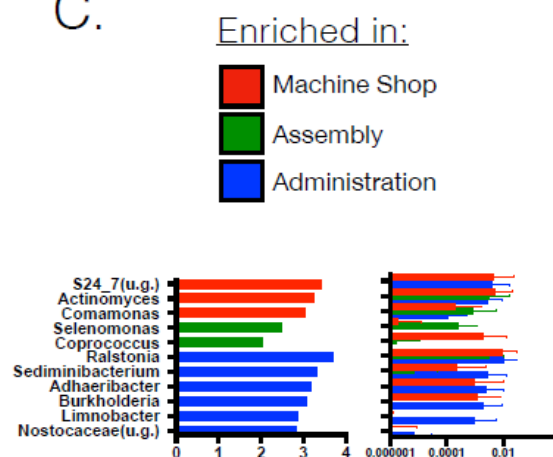 C.
Enriched in:
Machine Shop
Assembly
Administration
S24_7(u.g.)
Actinomyces
Comamonas
Selenomonas
Coprococcus
Ralstonia
Sediminibacterium
Adhaeribacter
Burkholderia
Limnobacter
Nostocaceae(u.g.)
0 1 2 3 4
0.000001 0.0001 0.01